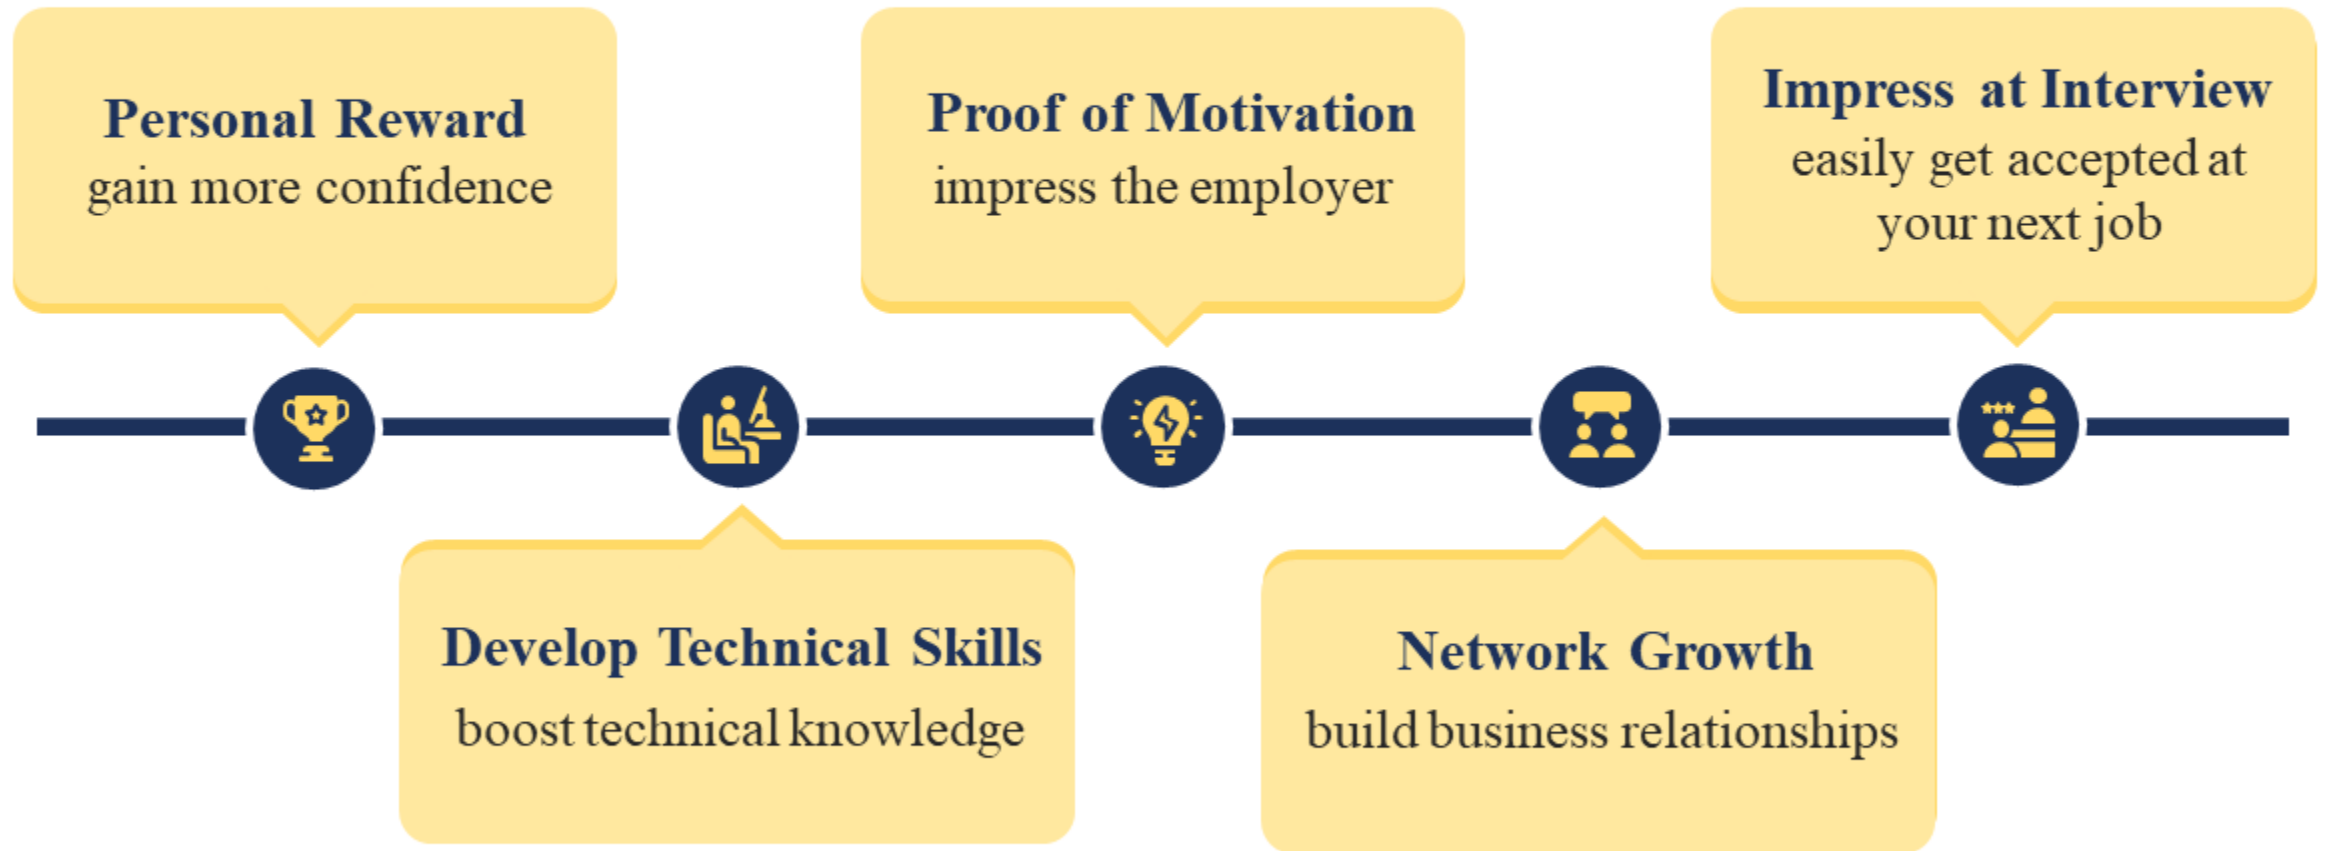 Personal Reward
gain more confidence
Develop Technical Skills
boost technical knowledge
Proof of Motivation
impress the employer
Network Growth
build business relationships
Impress at Interview
easily get accepted at
your next job